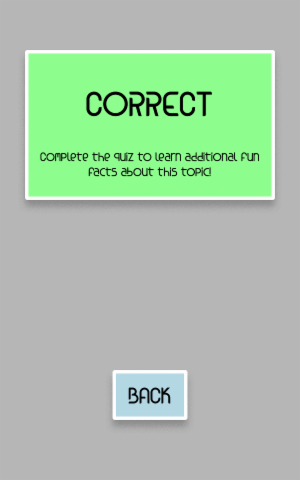 CORRECT
Complete the quiz to learn additional fun
facts about this topic!
BACK